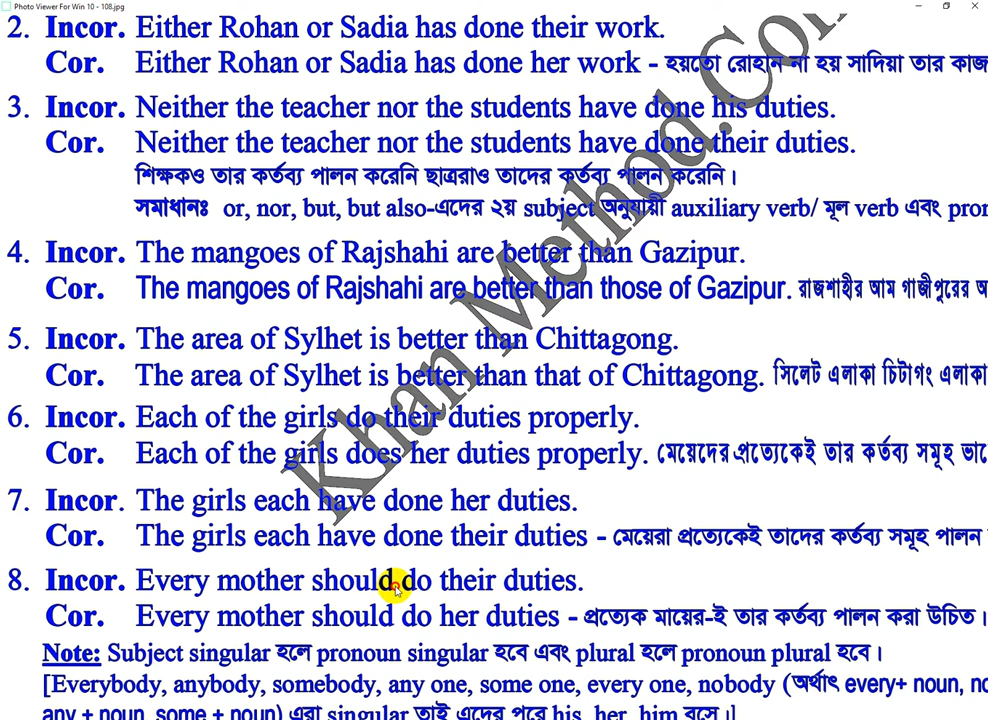 Photo Viewer For Win 10 - 108.jpg
2. Incor. Either Rohan or Sadia has done their work.
Cor. Either Rohan or Sadia has done her work - হয়তো রোহান না হয় সাদিয়া তার কাজ
3. Incor. Neither the teacher nor the students have done his duties.
Cor. Neither the teacher nor the students have done their duties.
শিক্ষকও তার কর্তব্য পালন করেনি ছাত্ররাও তাদের কর্তব্য পালন করেনি।
সমাধানঃ or, nor, but, but also-এদের ২য় subject অনুযায়ী auxiliary verb/ মূল verb এবং pron
4. Incor. The mangoes of Rajshahi are better than Gazipur.
Cor. The mangoes of Rajshahi are better than those of Gazipur. রাজশাহীর আম গাজীপুরের
5. Incor. The area of Sylhet is better than Chittagong.
Cor. The area of Sylhet is better than that of Chittagong. সিলেট এলাকা চিটাগং এলাকা
6. Incor. Each of the girls do their duties properly.
Cor. Each of the girls does her duties properly. মেয়েদের প্রত্যেকেই তার কর্তব্য সমূহ ভা
7. Incor. The girls each have done her duties.
Cor. The girls each have done their duties - মেয়েরা প্রত্যেকেই তাদের কর্তব্য সমূহ পালন
8. Incor. Every mother should do their duties.
Cor. Every mother should do her duties - প্রত্যেক মায়ের-ই তার কর্তব্য পালন করা উচিত।
Note: Subject singular হলে pronoun singular হবে এবং plural হলে pronoun plural হবে।
[Everybody, anybody, somebody, any one, some one, every one, nobody (অর্থাৎ every+ noun, no
any + noun, some + noun) এরা singular তাই এদের পরে his, her, him বসে।]
Khan Method.Com